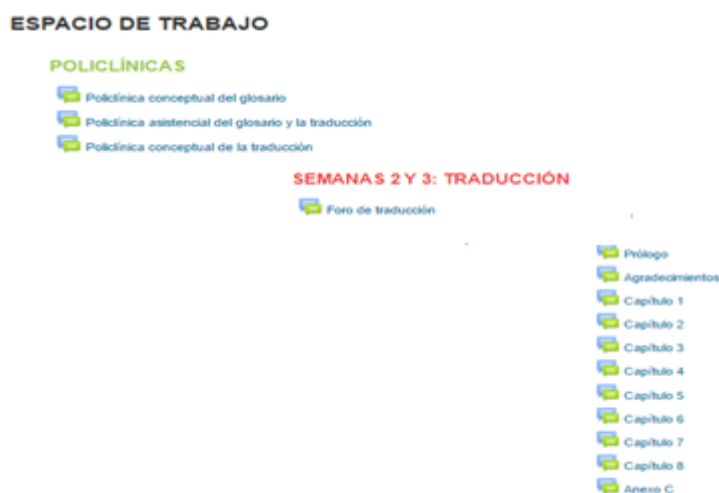 ESPACIO DE TRABAJO
POLICLÍNICAS
Policlínica conceptual del glosario
Policlínica asistencial del glosario y la traducción
Policlínica conceptual de la traducción
SEMANAS 2 Y 3: TRADUCCIÓN
Foro de traducción
Prólogo
Agradecimientos
Capítulo 1
Capítulo 2
Capítulo 3
Capítulo 4
Capítulo 5
Capítulo 6
Capítulo 7
Capítulo 8
Anexo C